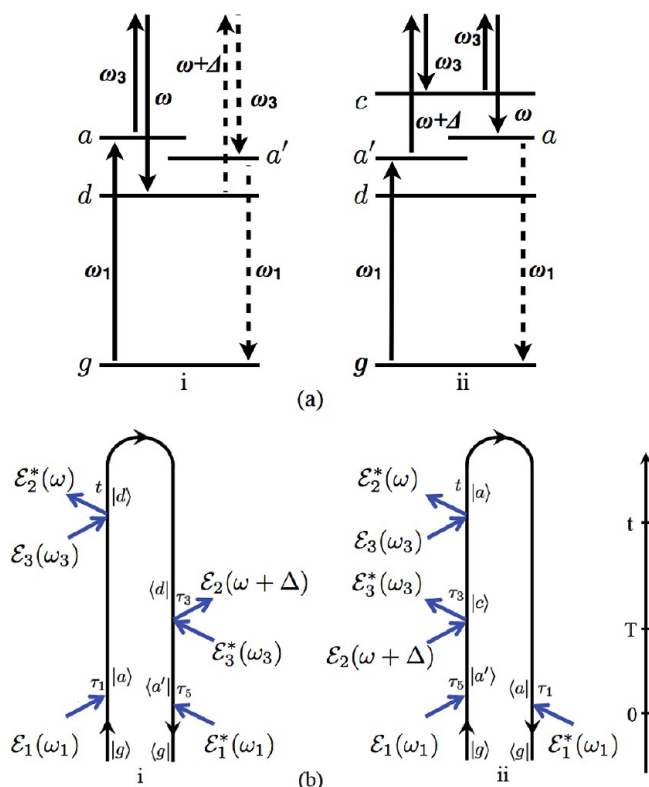 ω₃
ω
ω+Δ
ω₃
a
a′
d
ω₁
ω₁
g
i
ω₃
ω₃
c
ω+Δ
ω
a
a′
d
ω₁
ω₁
g
ii
(a)
ℰ₂*(ω)
t
|d⟩
ℰ₃(ω₃)
⟨d|
τ₃
ℰ₂(ω + Δ)
ℰ₃*(ω₃)
τ₁
|a⟩
⟨a′|
τ₅
ℰ₁(ω₁)
|g⟩
⟨g|
ℰ₁*(ω₁)
i
ℰ₂*(ω)
t
|a⟩
ℰ₃(ω₃)
ℰ₃*(ω₃)
τ₃
|c⟩
ℰ₂(ω + Δ)
τ₅
|a′⟩
⟨a|
τ₁
ℰ₁(ω₁)
|g⟩
⟨g|
ℰ₁*(ω₁)
ii
t
T
0
(b)